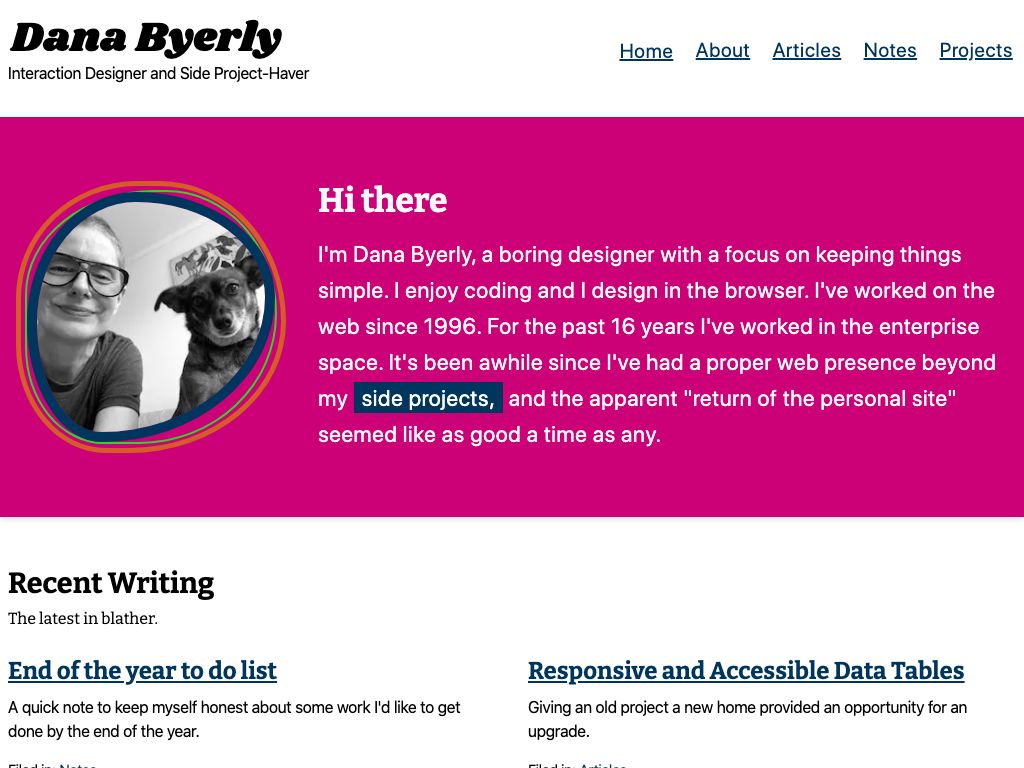 Dana Byerly
Interaction Designer and Side Project-Haver
Home About Articles Notes Projects
Hi there
I'm Dana Byerly, a boring designer with a focus on keeping things
simple. I enjoy coding and I design in the browser. I've worked on the
web since 1996. For the past 16 years I've worked in the enterprise
space. It's been awhile since I've had a proper web presence beyond
my side projects, and the apparent "return of the personal site"
seemed like as good a time as any.
Recent Writing
The latest in blather.
End of the year to do list
A quick note to keep myself honest about some work I'd like to get
done by the end of the year.
Filed in: Notes
Responsive and Accessible Data Tables
Giving an old project a new home provided an opportunity for an
upgrade.
Filed in: Articles